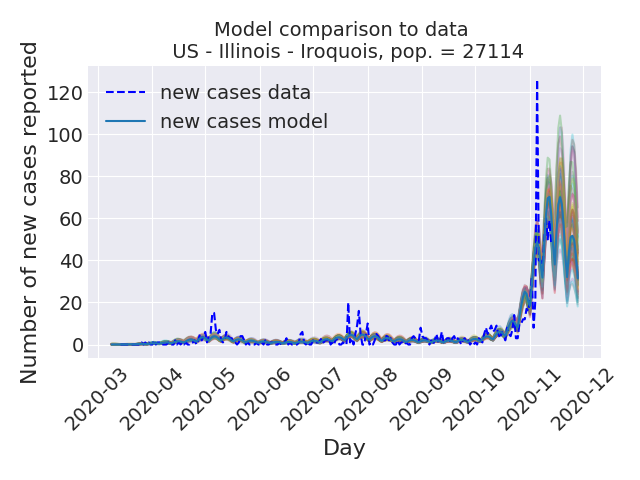 Model comparison to data
US - Illinois - Iroquois, pop. = 27114
Number of new cases reported
120
100
80
60
40
20
0
new cases data
new cases model
2020-03
2020-04
2020-05
2020-06
2020-07
2020-08
2020-09
2020-10
2020-11
2020-12
Day